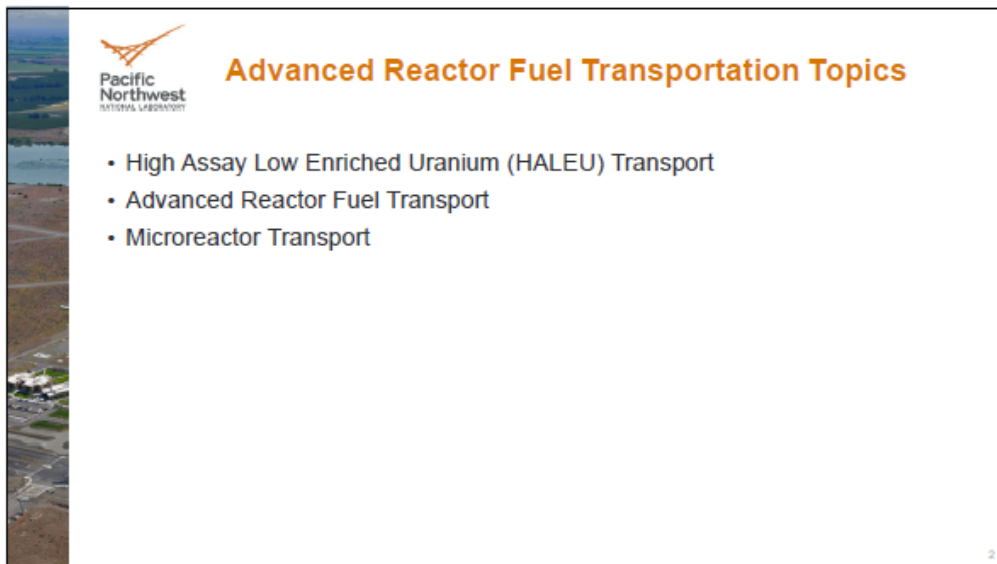 Pacific
Northwest
NATIONAL LABORATORY
Advanced Reactor Fuel Transportation Topics
• High Assay Low Enriched Uranium (HALEU) Transport
• Advanced Reactor Fuel Transport
• Microreactor Transport
2